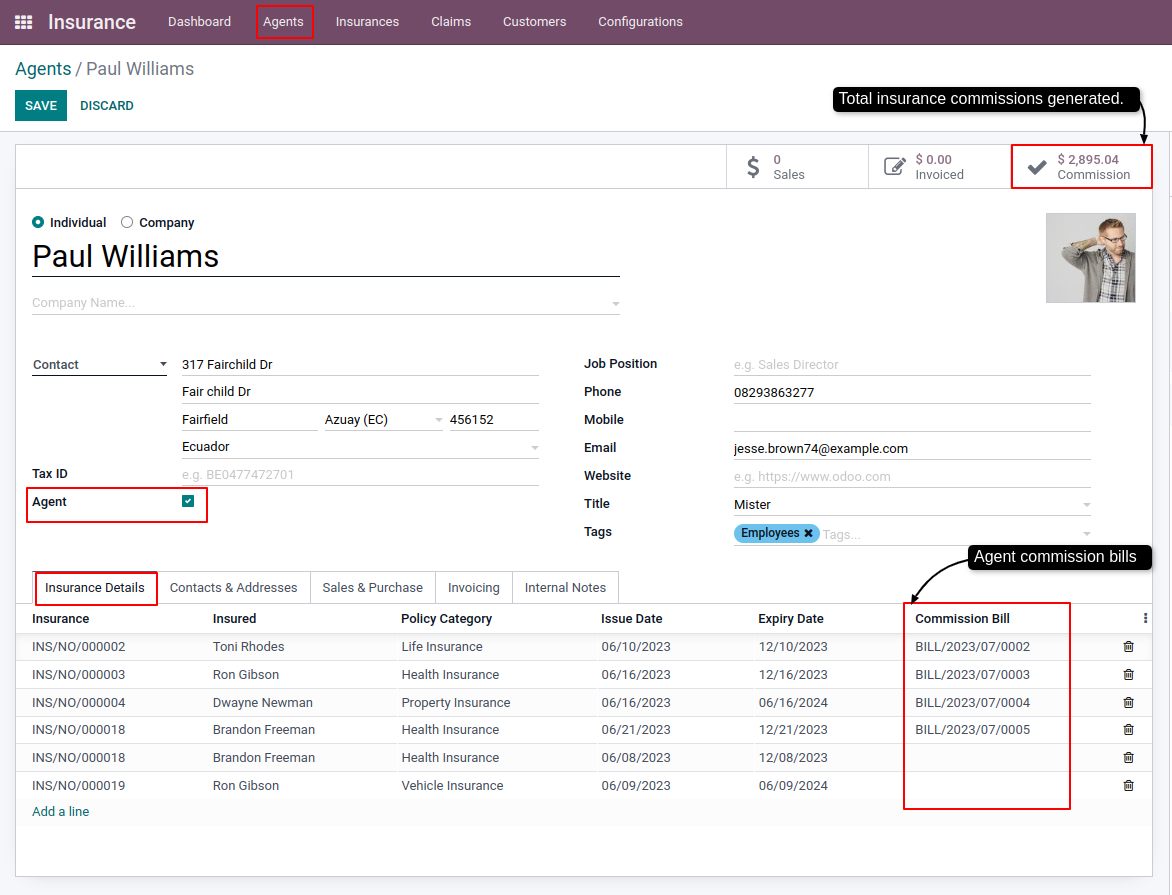 Insurance Dashboard Agents Insurances Claims Customers Configurations
Agents / Paul Williams
SAVE DISCARD
Total insurance commissions generated.
0 Sales
$ 0.00 Invoiced
$ 2,895.04 Commission
Individual Company
Paul Williams
Company Name...
Contact 317 Fairchild Dr
Fair child Dr
Fairfield Azuay (EC) 456152
Ecuador
Tax ID e.g. BE0477472701
Agent
Job Position e.g. Sales Director
Phone 08293863277
Mobile
Email jesse.brown74@example.com
Website e.g. https://www.odoo.com
Title Mister
Tags Employees Tags...
Agent commission bills
Insurance Details Contacts & Addresses Sales & Purchase Invoicing Internal Notes
Insurance Insured Policy Category Issue Date Expiry Date Commission Bill
INS/NO/000002 Toni Rhodes Life Insurance 06/10/2023 12/10/2023 BILL/2023/07/0002
INS/NO/000003 Ron Gibson Health Insurance 06/16/2023 12/16/2023 BILL/2023/07/0003
INS/NO/000004 Dwayne Newman Property Insurance 06/16/2023 06/16/2024 BILL/2023/07/0004
INS/NO/000018 Brandon Freeman Health Insurance 06/21/2023 12/21/2023 BILL/2023/07/0005
INS/NO/000018 Brandon Freeman Health Insurance 06/08/2023 12/08/2023
INS/NO/000019 Ron Gibson Vehicle Insurance 06/09/2023 06/09/2024
Add a line